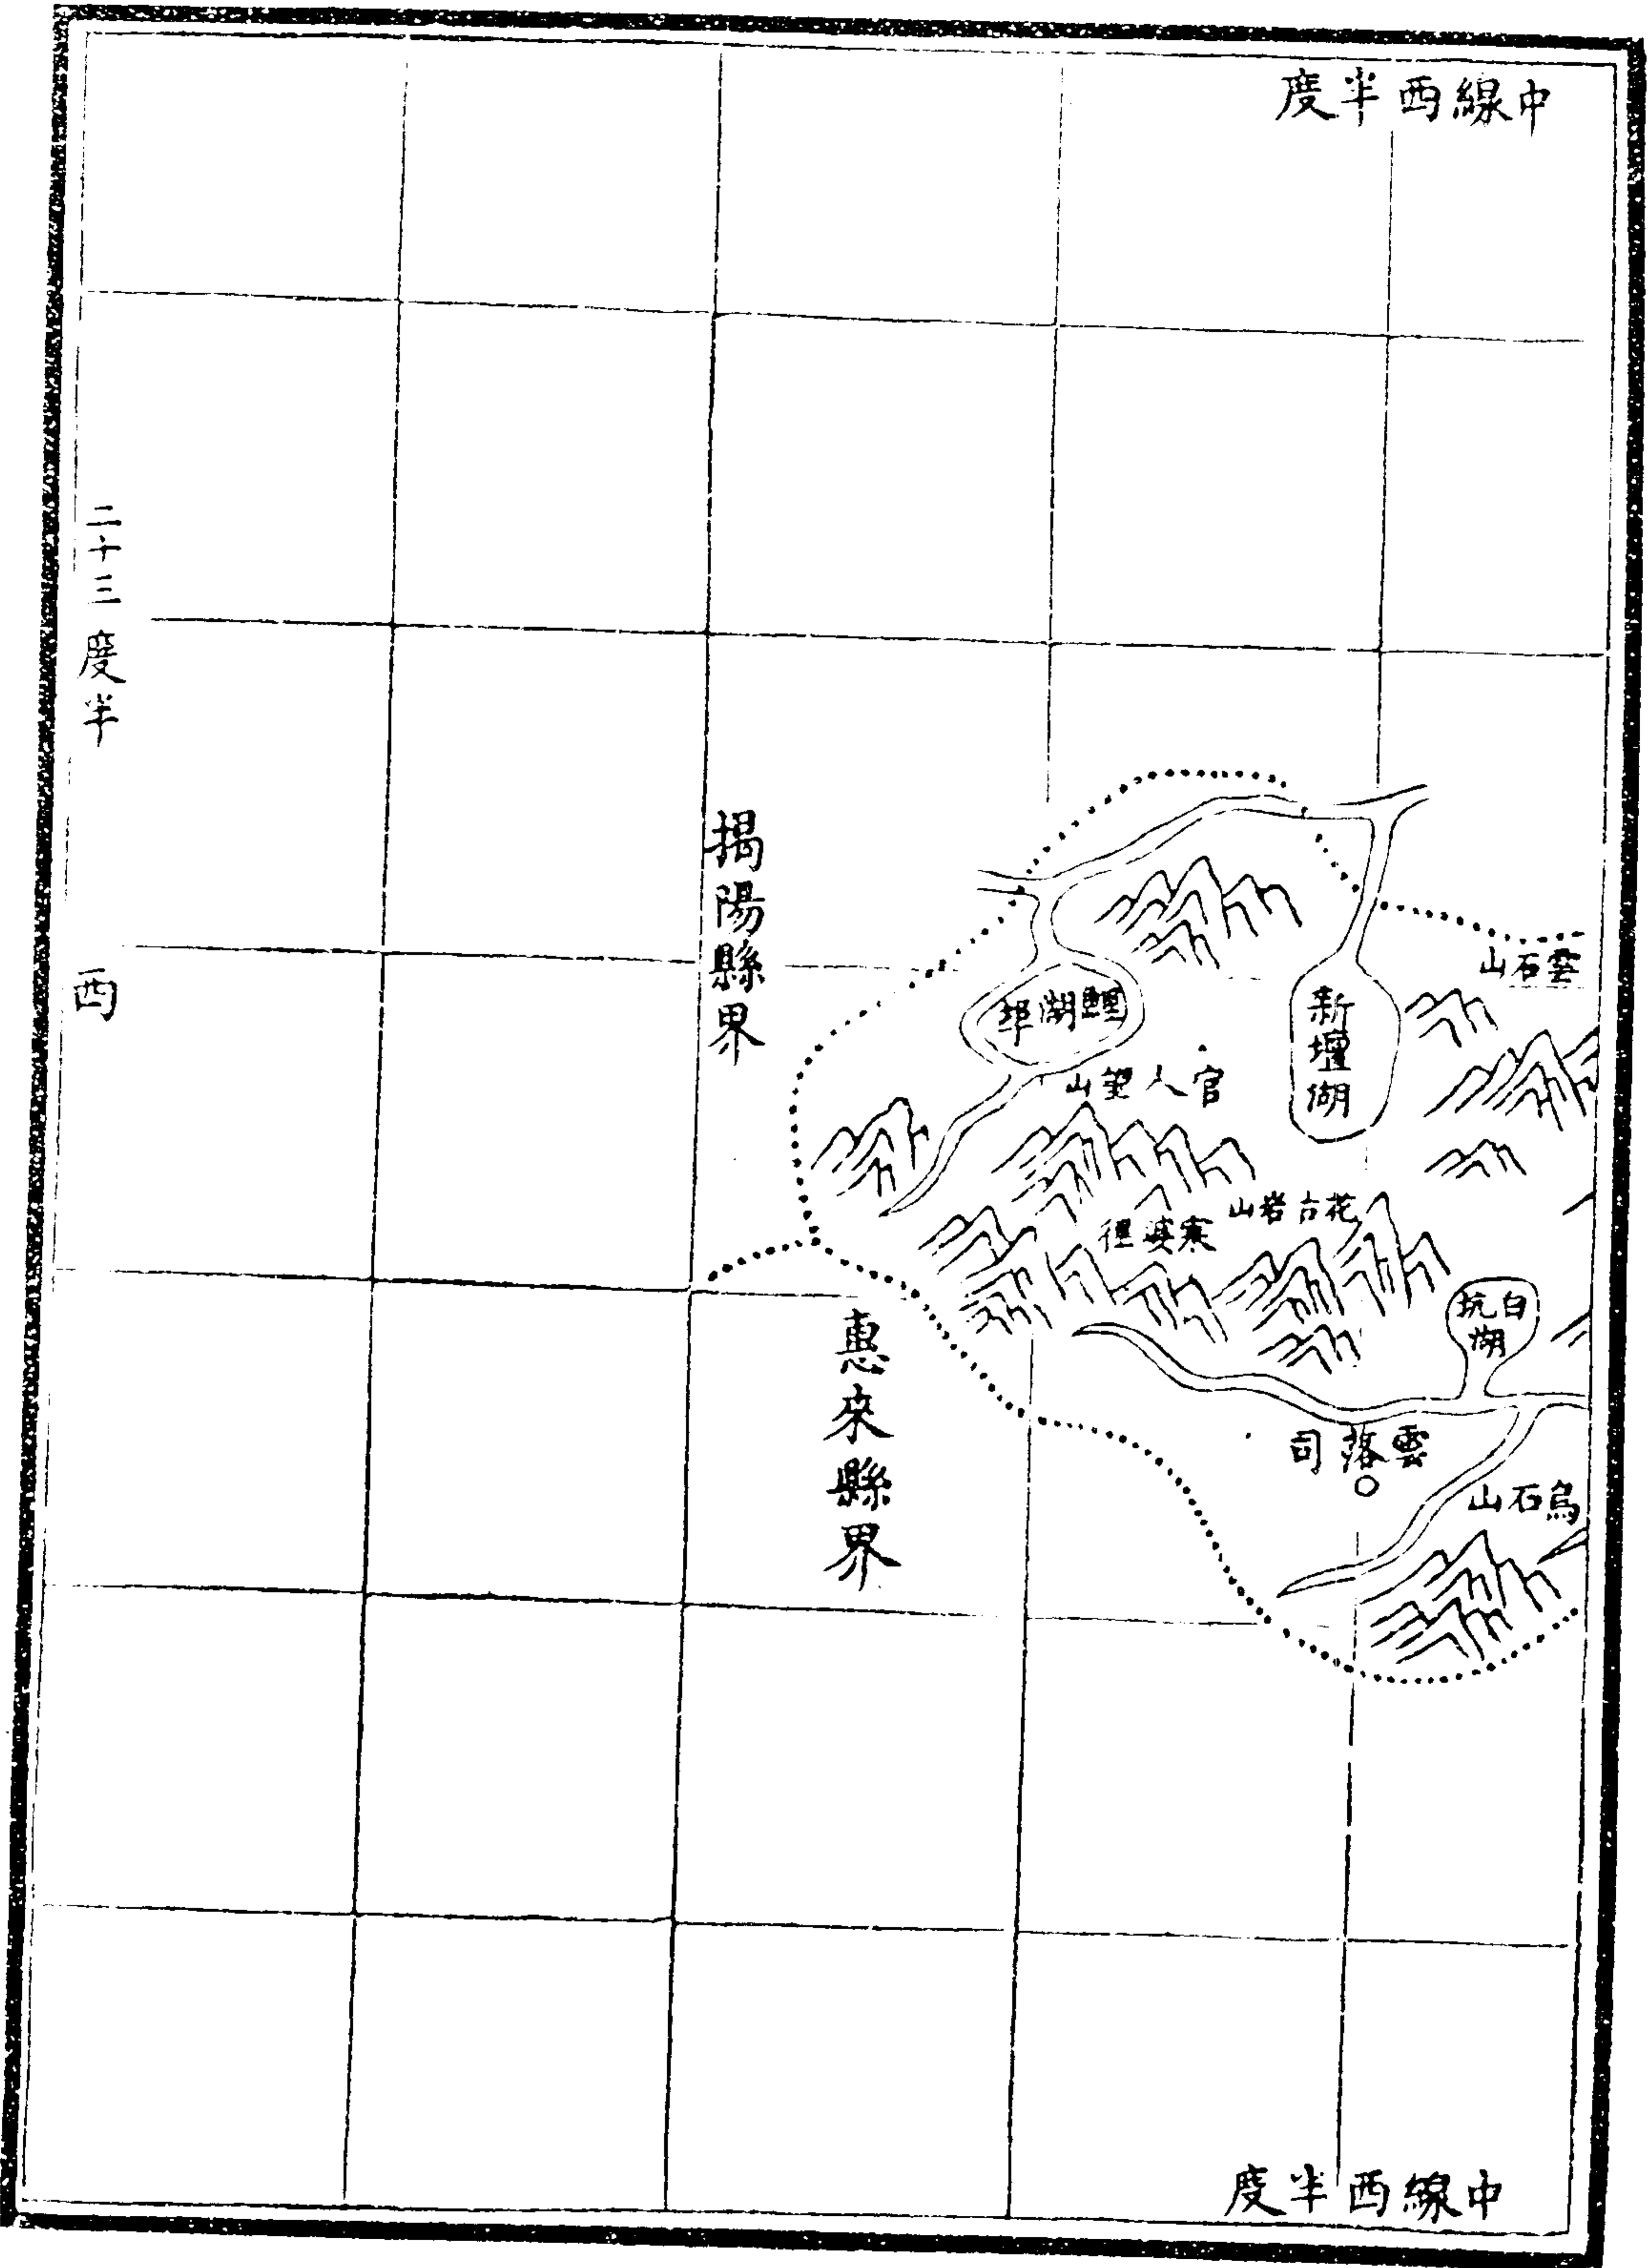 中線西半度
雲石山
鯉湖埠
新壇湖
官人望山
花古岩山
寒婆徑
白坑湖
雲落司
烏石山
揭陽縣界
惠來縣界
二十三度半
西
中線西半度